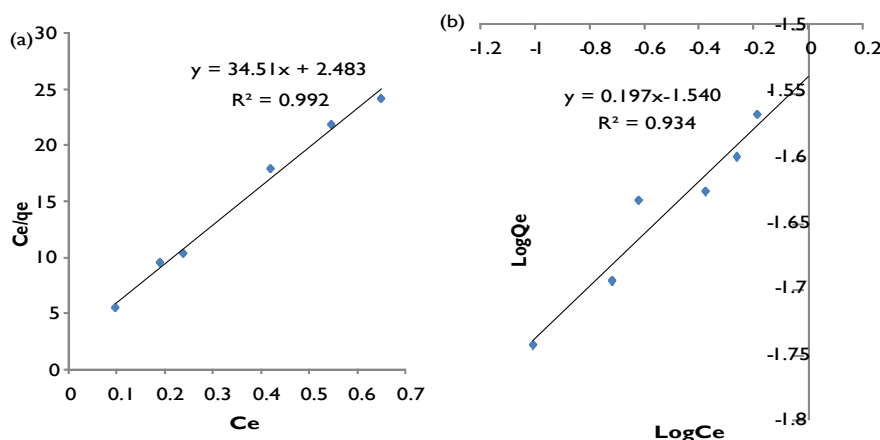 (a)
30
25
20
15
10
5
0
Ce/qe
y = 34.51x + 2.483
R² = 0.992
0 0.1 0.2 0.3 0.4 0.5 0.6 0.7
Ce
(b)
-1.2 -1 -0.8 -0.6 -0.4 -0.2 0 0.2
-1.5
-1.55
-1.6
-1.65
-1.7
-1.75
-1.8
y = 0.197x-1.540
R² = 0.934
LogQe
LogCe